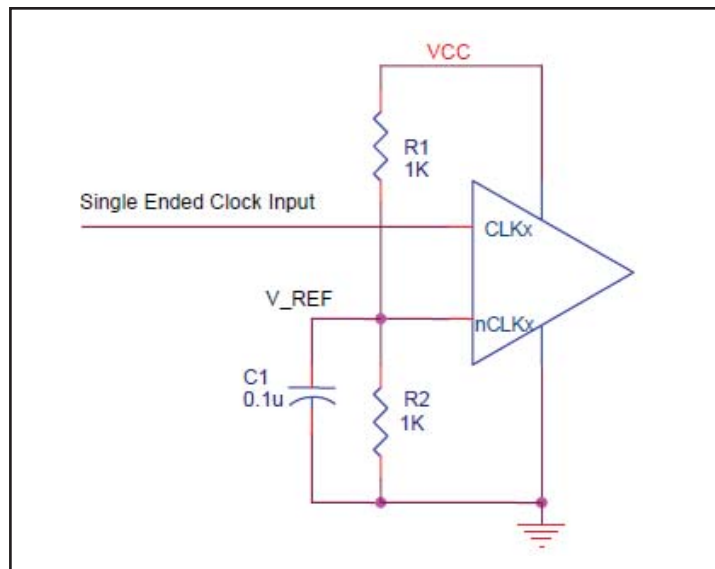 VCC
R1
1K
Single Ended Clock Input
CLKx
V_REF
nCLKx
C1
0.1u
R2
1K